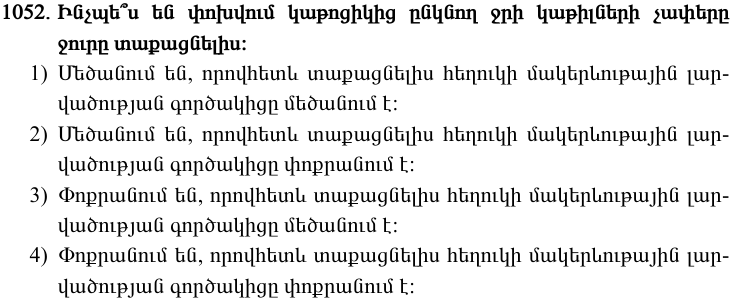 1052. Ինչպե՞ս են փոխվում կաթոցիկից ընկնող ջրի կաթիլների չափերը
ջուրը տաքացնելիս:
1) Մեծանում են, որովհետև տաքացնելիս հեղուկի մակերևութային լար-
վածության գործակիցը մեծանում է:
2) Մեծանում են, որովհետև տաքացնելիս հեղուկի մակերևութային լար-
վածության գործակիցը փոքրանում է:
3) Փոքրանում են, որովհետև տաքացնելիս հեղուկի մակերևութային լար-
վածության գործակիցը մեծանում է:
4) Փոքրանում են, որովհետև տաքացնելիս հեղուկի մակերևութային լար-
վածության գործակիցը փոքրանում է: